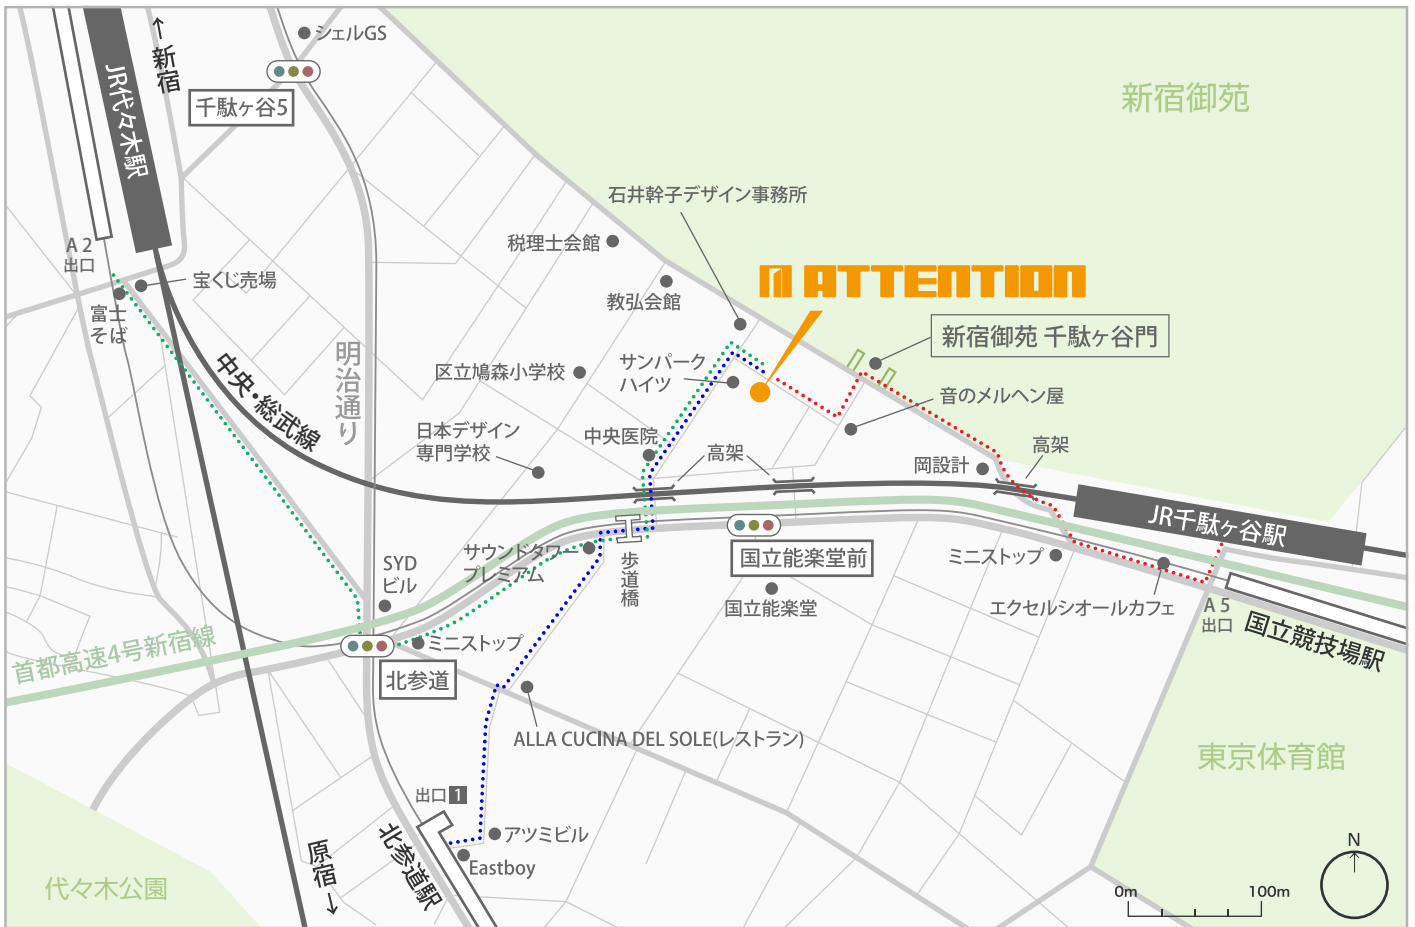 シェルGS
↑新宿
JR代々木駅
千駄ヶ谷5
新宿御苑
石井幹子デザイン事務所
税理士会館
A 2
出口
宝くじ売場
富士
そば
教弘会館
ATTENTION
新宿御苑 千駄ヶ谷門
明治通り
中央・総武線
区立鳩森小学校
サンパーク
ハイツ
音のメルヘン屋
日本デザイン
専門学校
中央医院
高架
岡設計
高架
JR千駄ヶ谷駅
SYD
ビル
サウンドタワー
プレミアム
歩道橋
国立能楽堂前
国立能楽堂
ミニストップ
エクセルシオールカフェ
A 5
出口
国立競技場駅
首都高速4号新宿線
ミニストップ
北参道
ALLA CUCINA DEL SOLE(レストラン)
東京体育館
出口 1
アツミビル
Eastboy
北参道駅
原宿→
代々木公園
N
0m
100m